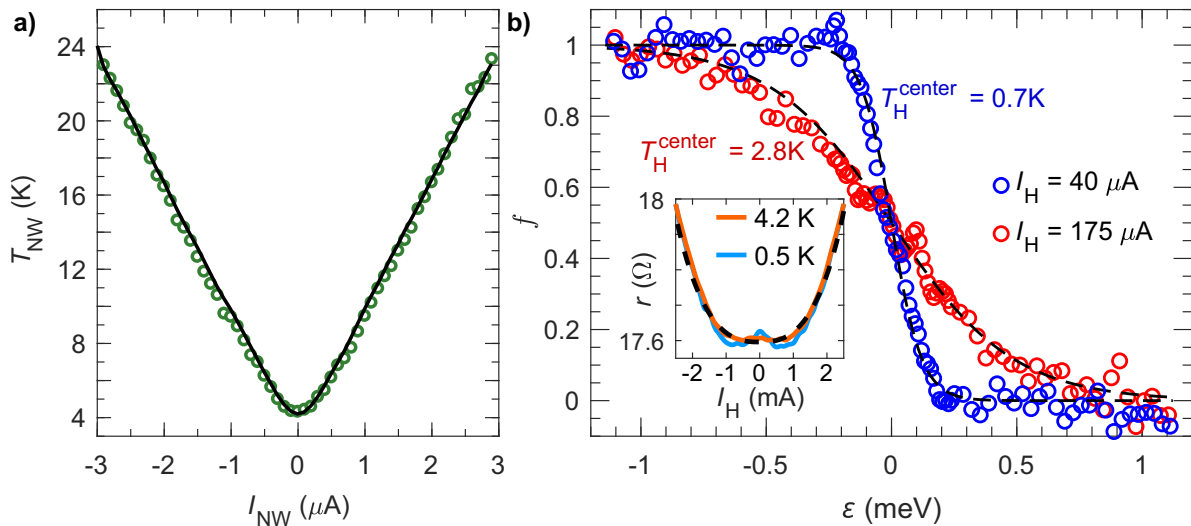 a)
24
20
16
12
8
4
T_NW (K)
-3
-2
-1
0
1
2
3
I_NW (μA)
b)
1
0.8
0.6
0.4
0.2
0
f
T_H^center = 0.7K
T_H^center = 2.8K
I_H = 40 μA
I_H = 175 μA
18
17.6
r (Ω)
4.2 K
0.5 K
-2
-1
0
1
2
I_H (mA)
-1
-0.5
0
0.5
1
ε (meV)